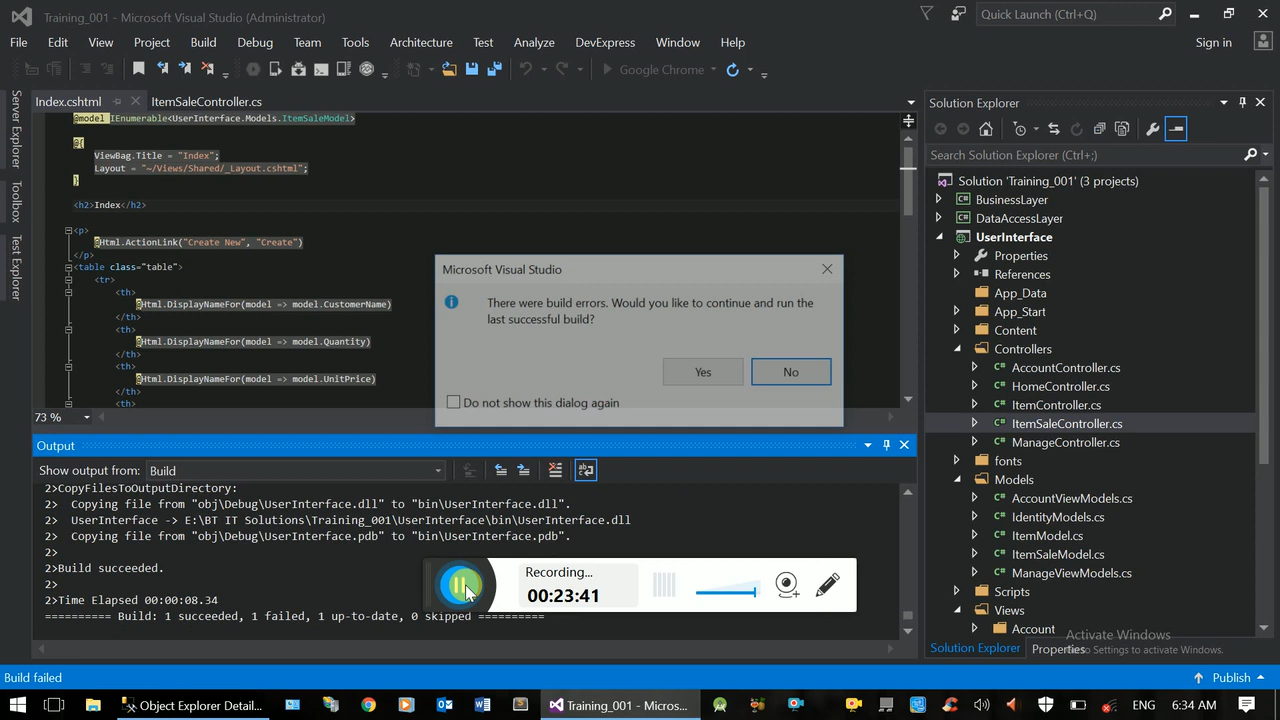 Training_001 - Microsoft Visual Studio (Administrator)
Quick Launch (Ctrl+Q)
File Edit View Project Build Debug Team Tools Architecture Test Analyze DevExpress Window Help
Sign in
Google Chrome
Server Explorer
Toolbox
Test Explorer
Index.cshtml ItemSaleController.cs
@model IEnumerable<UserInterface.Models.ItemSaleModel>
@{
ViewBag.Title = "Index";
Layout = "~/Views/Shared/_Layout.cshtml";
}
<h2>Index</h2>
<p>
@Html.ActionLink("Create New", "Create")
</p>
<table class="table">
<tr>
<th>
@Html.DisplayNameFor(model => model.CustomerName)
</th>
<th>
@Html.DisplayNameFor(model => model.Quantity)
</th>
<th>
@Html.DisplayNameFor(model => model.UnitPrice)
</th>
<th>
73 %
Microsoft Visual Studio
There were build errors. Would you like to continue and run the
last successful build?
Yes
No
Do not show this dialog again
Output
Show output from: Build
2>CopyFilesToOutputDirectory:
2> Copying file from "obj\Debug\UserInterface.dll" to "bin\UserInterface.dll".
2> UserInterface -> E:\BT IT Solutions\Training_001\UserInterface\bin\UserInterface.dll
2> Copying file from "obj\Debug\UserInterface.pdb" to "bin\UserInterface.pdb".
2>
2>Build succeeded.
2>
2>Time Elapsed 00:00:08.34
========== Build: 1 succeeded, 1 failed, 1 up-to-date, 0 skipped ==========
Recording...
00:23:41
Solution Explorer
Search Solution Explorer (Ctrl+;)
Solution 'Training_001' (3 projects)
BusinessLayer
DataAccessLayer
UserInterface
Properties
References
App_Data
App_Start
Content
Controllers
AccountController.cs
HomeController.cs
ItemController.cs
ItemSaleController.cs
ManageController.cs
fonts
Models
AccountViewModels.cs
IdentityModels.cs
ItemModel.cs
ItemSaleModel.cs
ManageViewModels.cs
Scripts
Views
Account
Activate Windows
Solution Explorer Properties
to Settings to activate Windows.
Build failed
Publish
Object Explorer Detail...
Training_001 - Micros...
6:34 AM